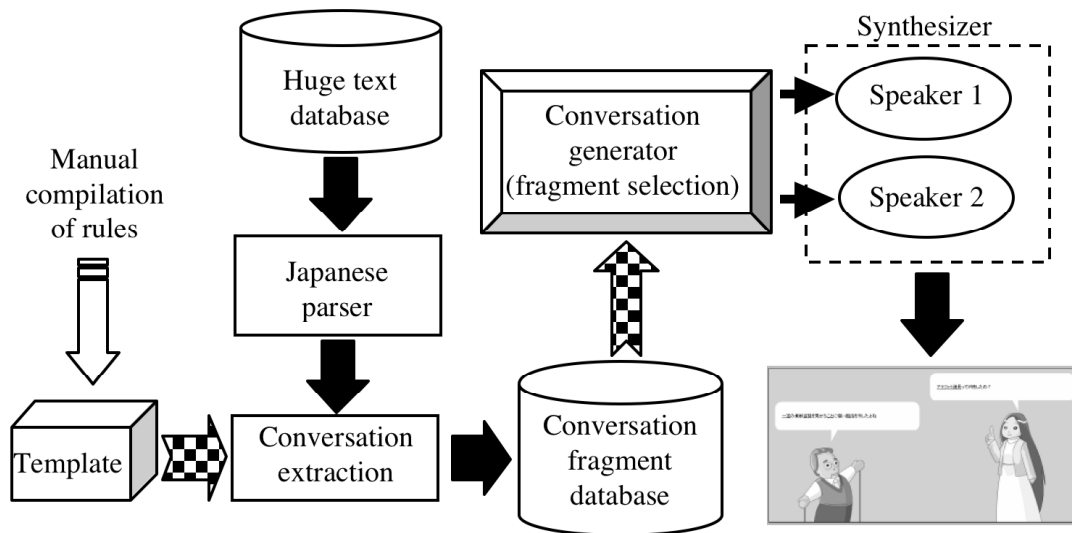 Synthesizer
Huge text
database
Conversation
generator
(fragment selection)
Speaker 1
Speaker 2
Manual
compilation
of rules
Japanese
parser
Template
Conversation
extraction
Conversation
fragment
database